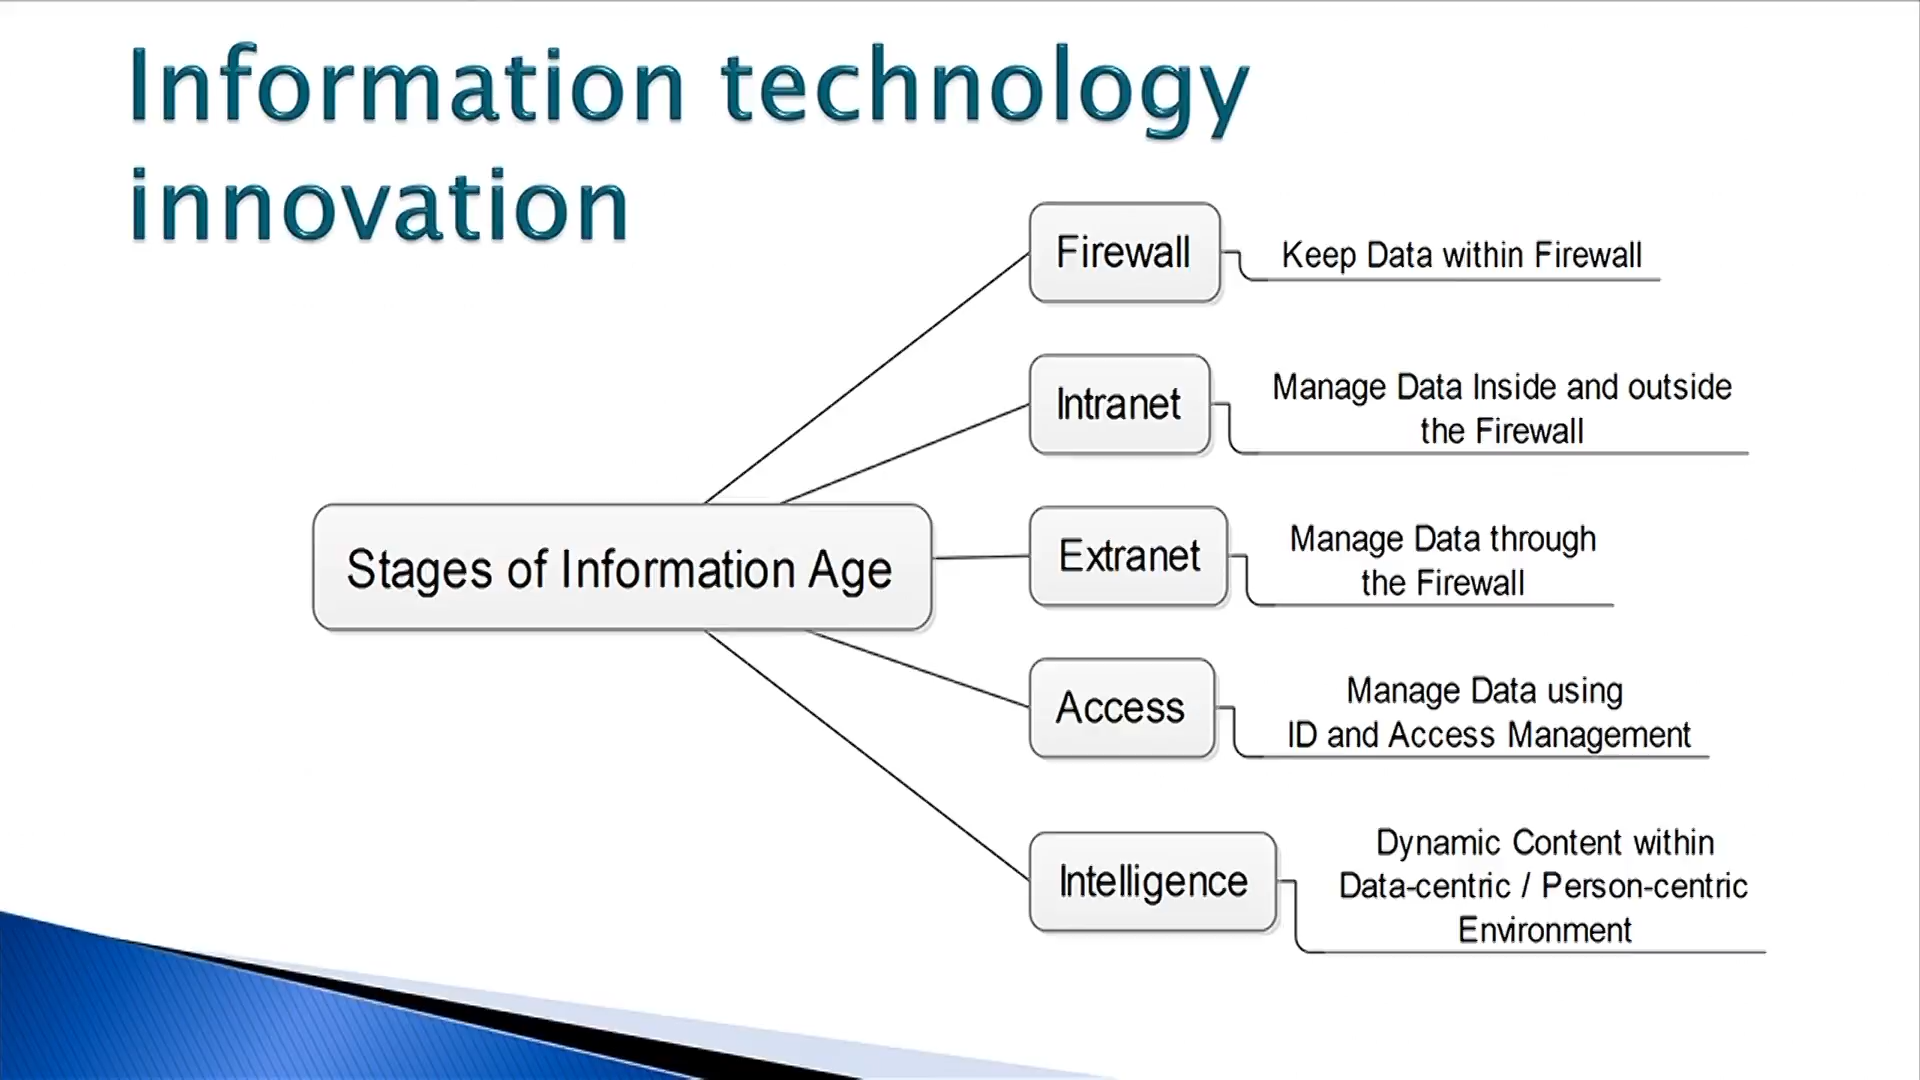 Information technology
innovation
Stages of Information Age
Firewall
Keep Data within Firewall
Intranet
Manage Data Inside and outside
the Firewall
Extranet
Manage Data through
the Firewall
Access
Manage Data using
ID and Access Management
Intelligence
Dynamic Content within
Data-centric / Person-centric
Environment